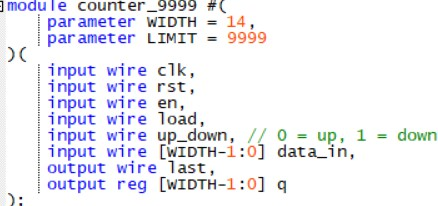 module counter_9999 #(
parameter WIDTH = 14,
parameter LIMIT = 9999
)(
input wire clk,
input wire rst,
input wire en,
input wire load,
input wire up_down, // 0 = up, 1 = down
input wire [WIDTH-1:0] data_in,
output wire last,
output reg [WIDTH-1:0] q
);